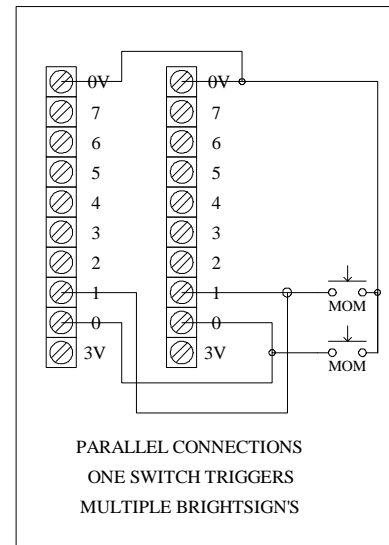 0V 0V
7 7
6 6
5 5
4 4
3 3
2 2
1 1
MOM
0 0
3V 3V
MOM
PARALLEL CONNECTIONS
ONE SWITCH TRIGGERS
MULTIPLE BRIGHTSIGN'S